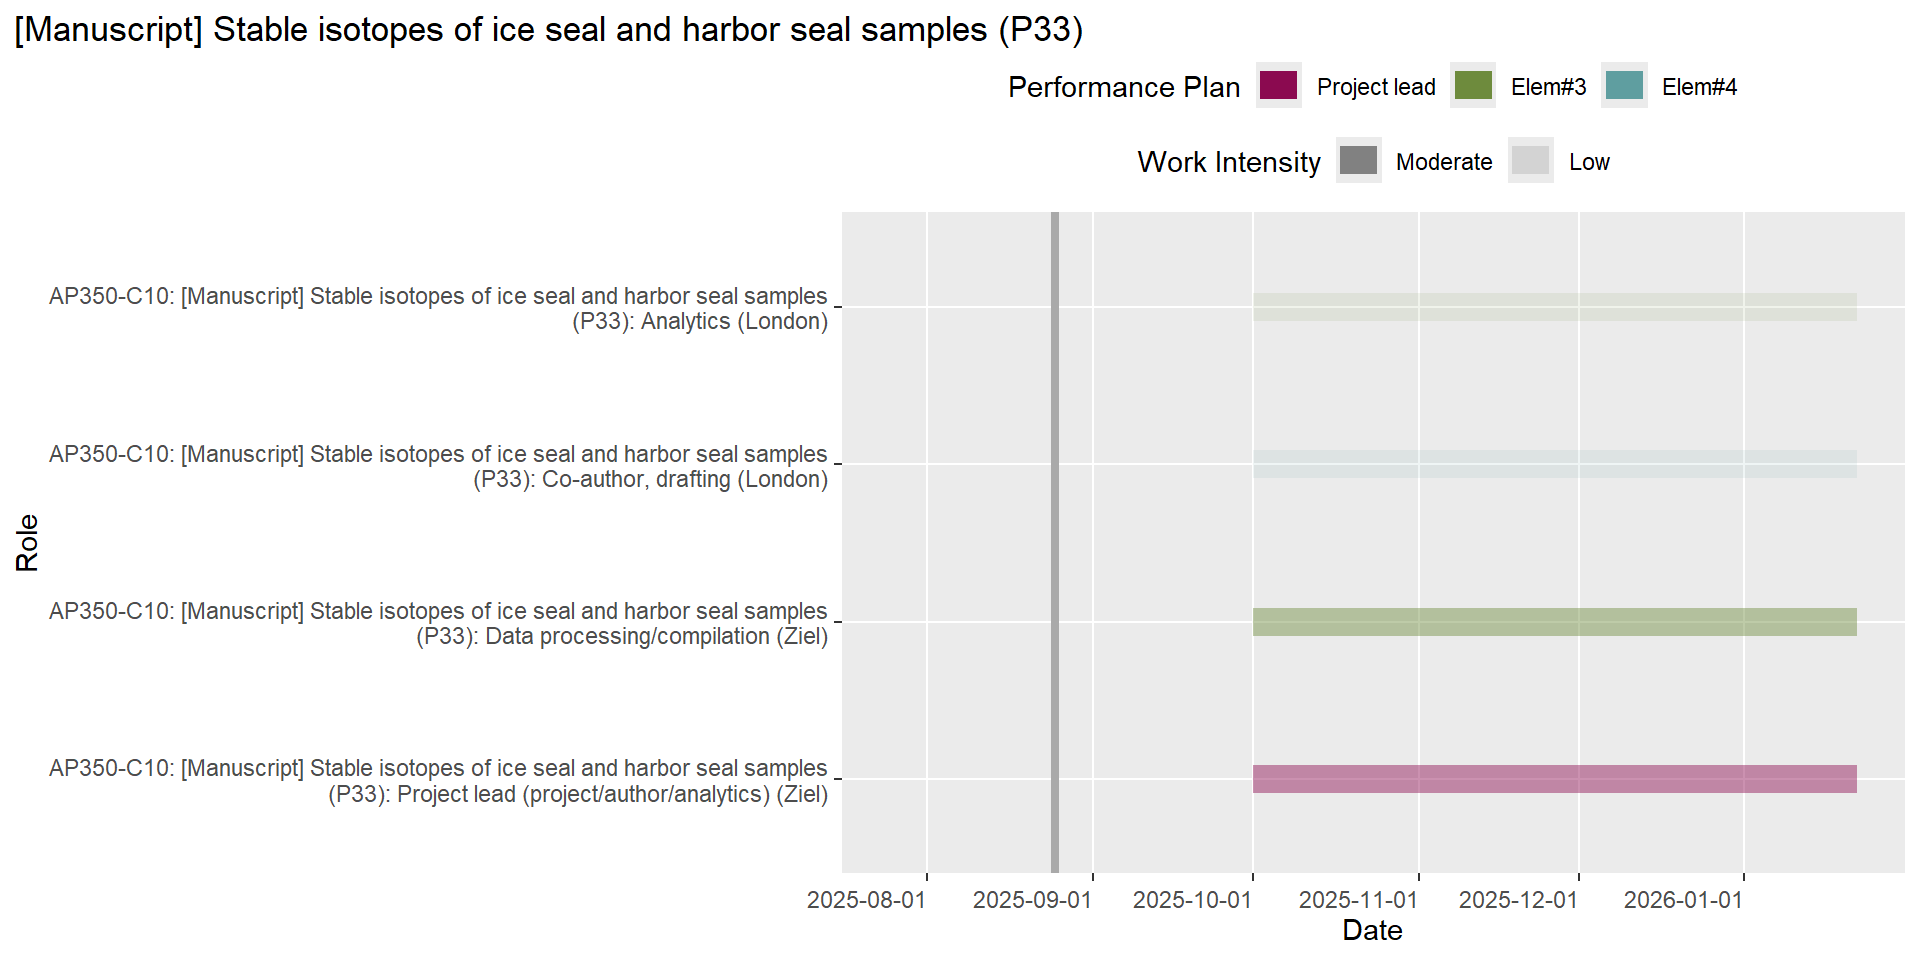 [Manuscript] Stable isotopes of ice seal and harbor seal samples (P33)
Performance Plan Project lead Elem#3 Elem#4
Work Intensity Moderate Low
AP350-C10: [Manuscript] Stable isotopes of ice seal and harbor seal samples
(P33): Analytics (London)
AP350-C10: [Manuscript] Stable isotopes of ice seal and harbor seal samples
(P33): Co-author, drafting (London)
Role
AP350-C10: [Manuscript] Stable isotopes of ice seal and harbor seal samples
(P33): Data processing/compilation (Ziel)
AP350-C10: [Manuscript] Stable isotopes of ice seal and harbor seal samples
(P33): Project lead (project/author/analytics) (Ziel)
2025-08-01 2025-09-01 2025-10-01 2025-11-01 2025-12-01 2026-01-01
Date